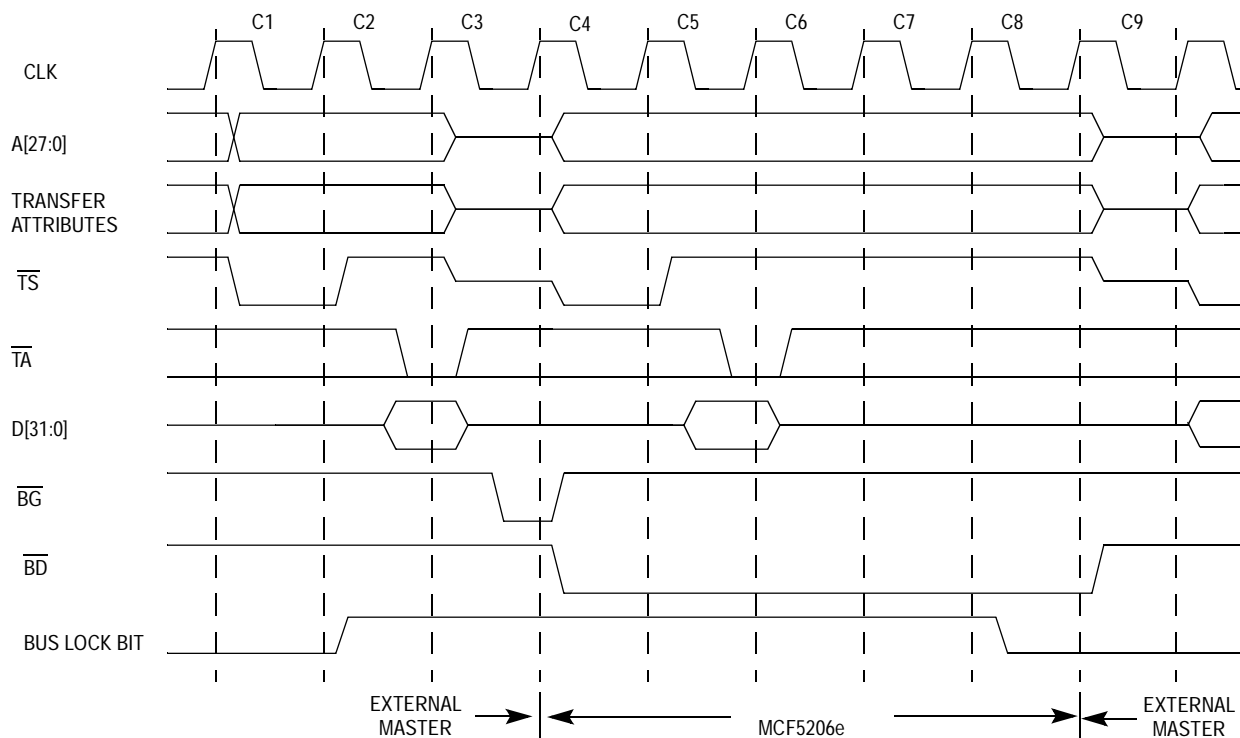 C1 C2 C3 C4 C5 C6 C7 C8 C9
CLK
A[27:0]
TRANSFER
ATTRIBUTES
TS
TA
D[31:0]
BG
BD
BUS LOCK BIT
EXTERNAL
MASTER
MCF5206e
EXTERNAL
MASTER